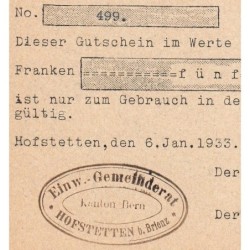 No. 499.
Dieser Gutschein im Werte
Franken ===========fünf
ist nur zum Gebrauch in de
gültig.
Hofstetten, den 6.Jan.1933.
Einw.-Gemeinderat
Kanton Bern
HOFSTETTEN b. Brienz
Der
Der